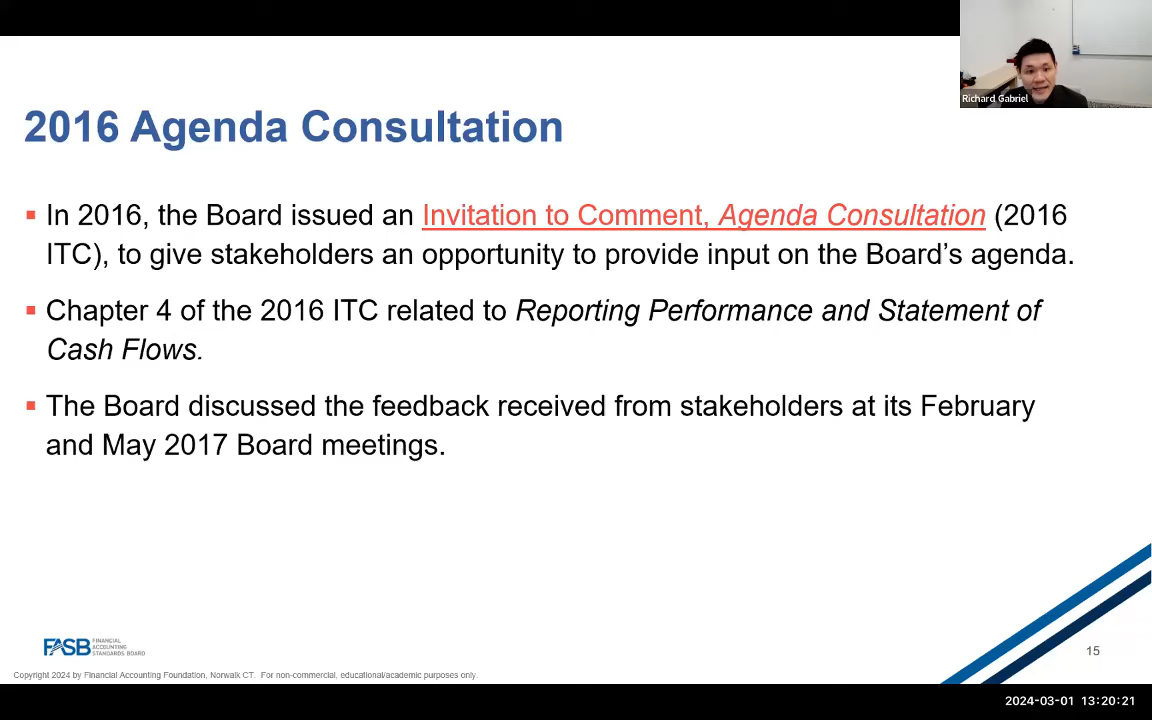 Richard Gabriel
2016 Agenda Consultation
▪ In 2016, the Board issued an Invitation to Comment, Agenda Consultation (2016
ITC), to give stakeholders an opportunity to provide input on the Board’s agenda.
▪ Chapter 4 of the 2016 ITC related to Reporting Performance and Statement of
Cash Flows.
▪ The Board discussed the feedback received from stakeholders at its February
and May 2017 Board meetings.
FASB FINANCIAL
ACCOUNTING
STANDARDS BOARD
15
Copyright 2024 by Financial Accounting Foundation, Norwalk CT. For non-commercial, educational/academic purposes only.
2024-03-01 13:20:21